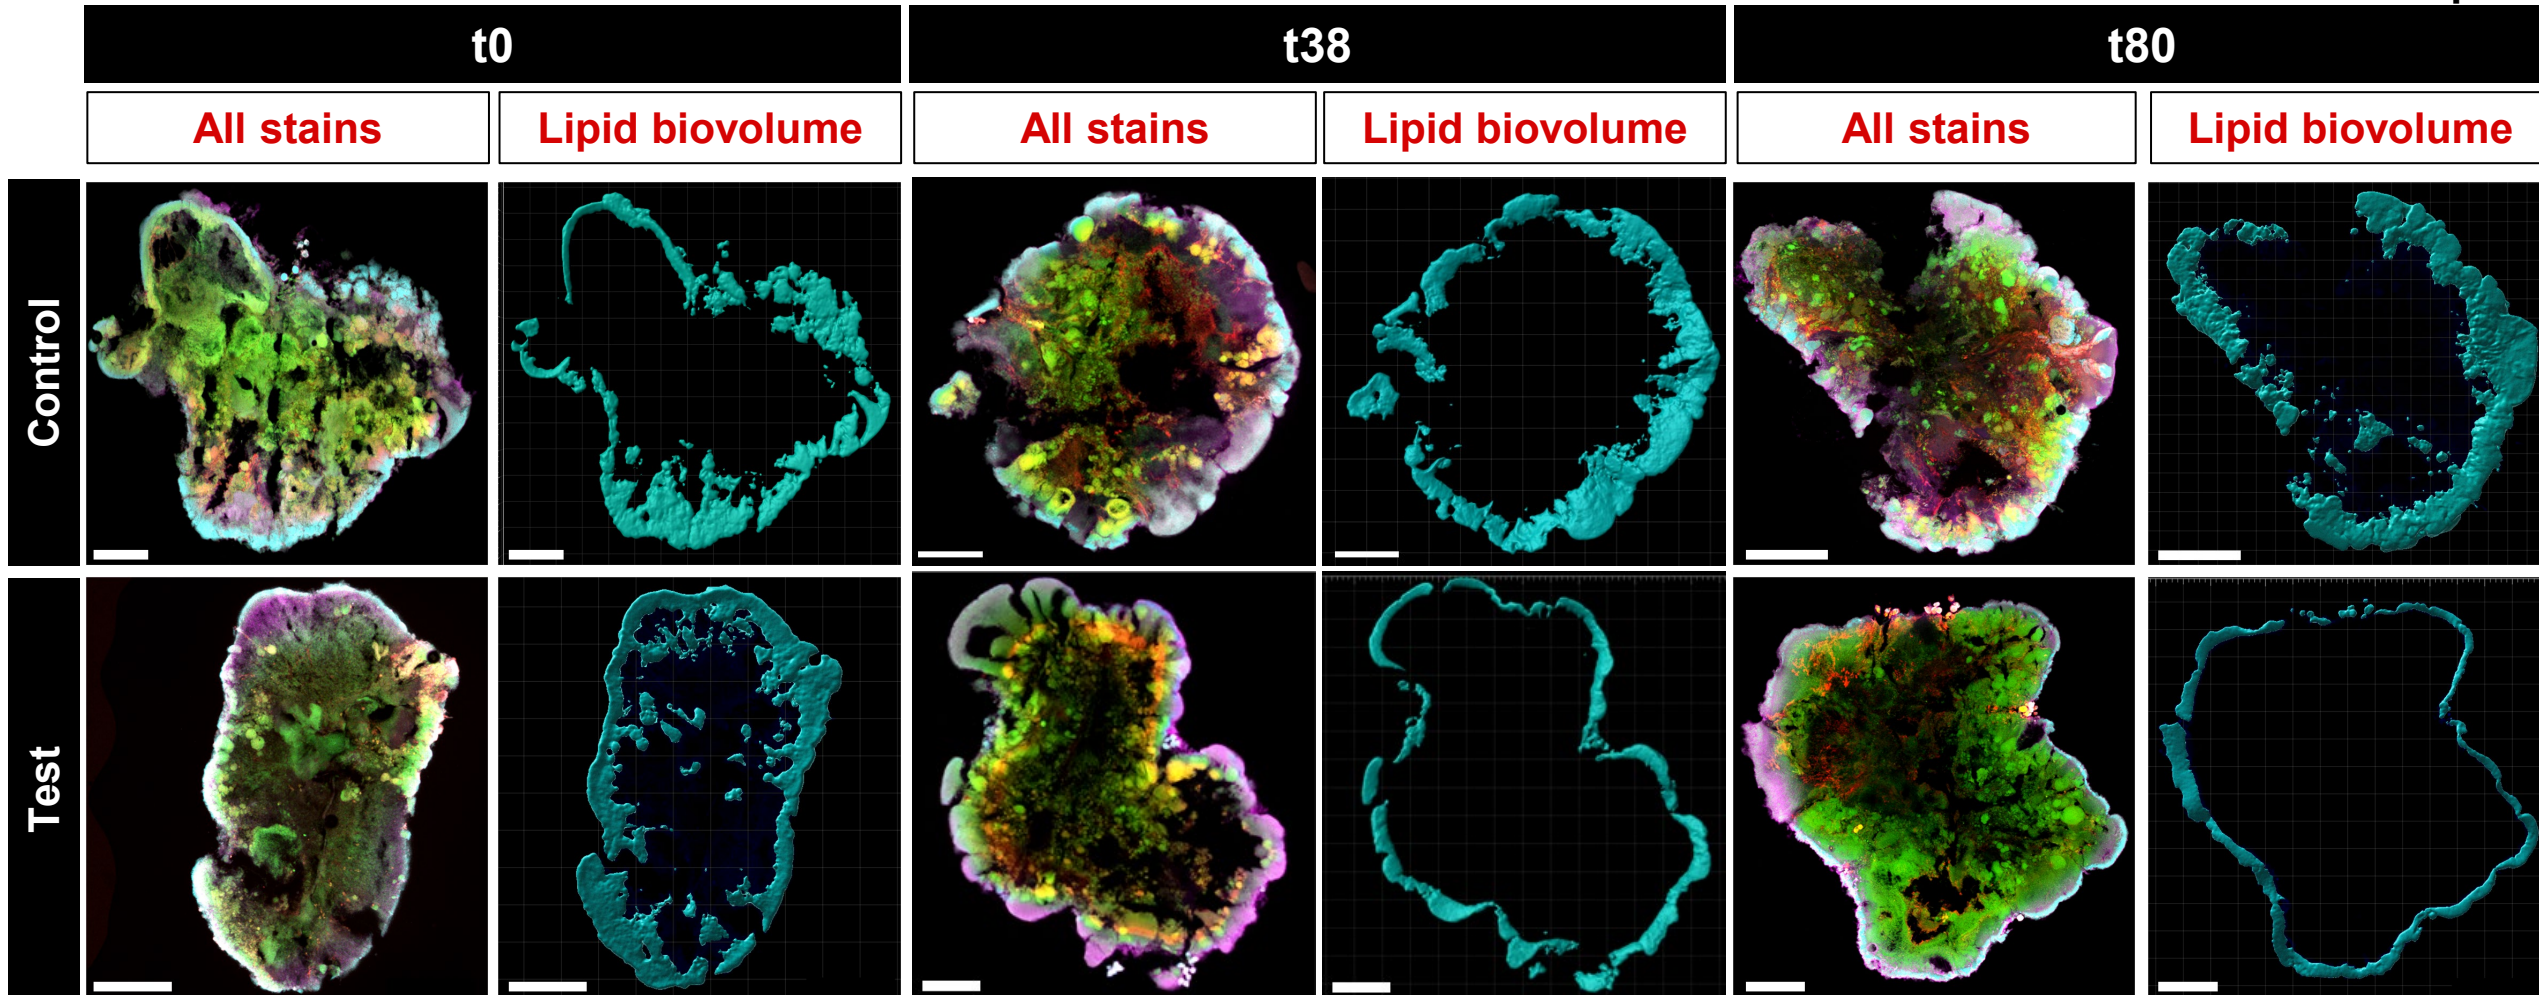 t0 t38 t80
All stains Lipid biovolume All stains Lipid biovolume All stains Lipid biovolume
Control
Test